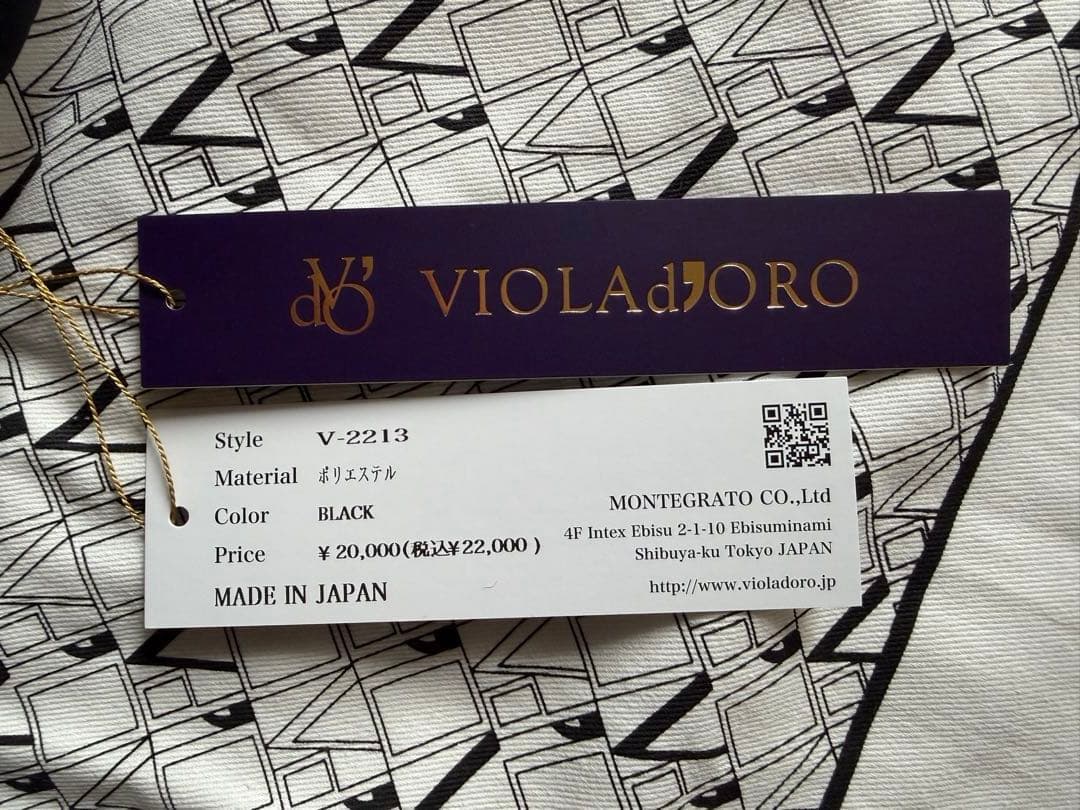 dVO' VIOLAd'ORO
Style V-2213
Material ポリエステル
Color BLACK
Price ¥20,000(税込¥22,000 )
MADE IN JAPAN
MONTEGRATO CO.,Ltd
4F Intex Ebisu 2-1-10 Ebisuminami
Shibuya-ku Tokyo JAPAN
http://www.violadoro.jp